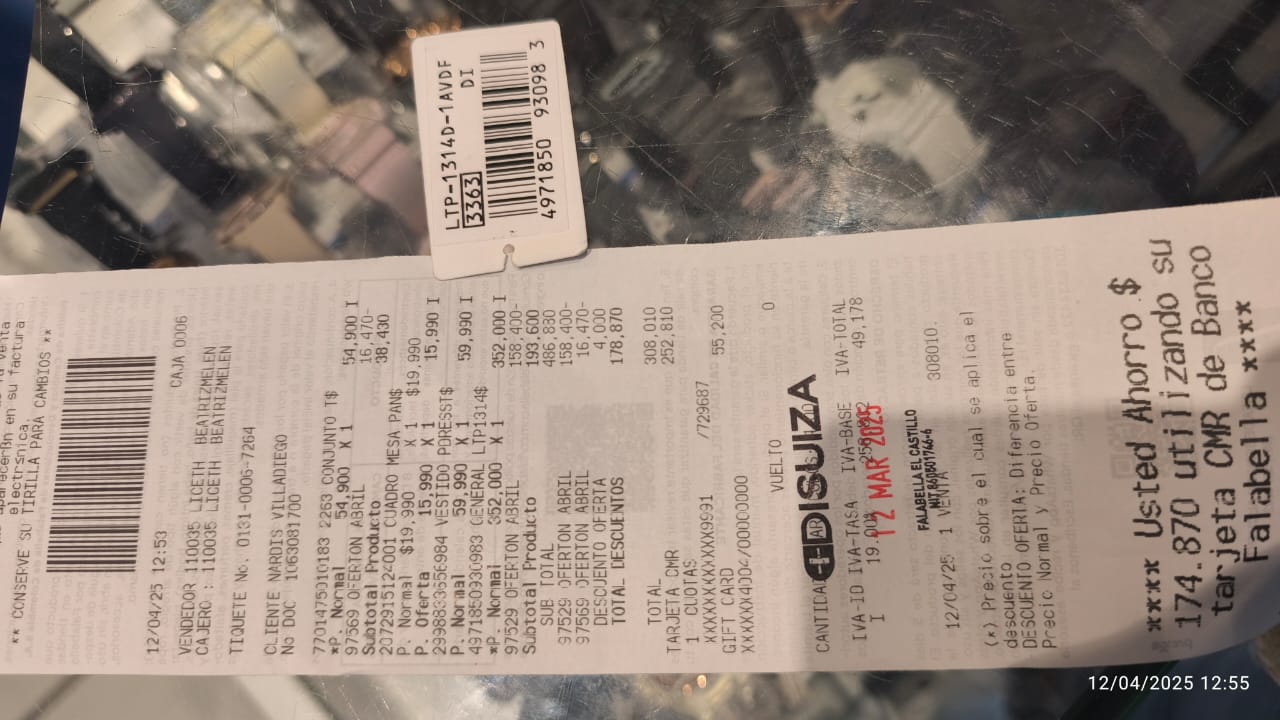 LTP-1314D-1AVDF
3363 DI
4971850 93098 3
electrónica.
** CONSERVE SU TIRILLA PARA CAMBIOS **
12/04/25 12:53 CAJA 0006
VENDEDOR 110035 LICETH BEATRIZMELEN
CAJERO : 110035 LICETH BEATRIZMELEN
TIQUETE No. 0131-0006-7264
CLIENTE NARDIS VILLADIEGO
No DOC 1063081700
7701475010183 2263 CONJUNTO T$
*P. Normal 54,900 X 1 54,900 I
97569 OFERTON ABRIL 16,470-
Subtotal Producto 38,430
2072915124001 CUADRO MESA PAN$
P. Normal $19,990 X 1 $19,990
P. Oferta 15,990 X 1 15,990 I
2998833656984 VESTIDO PDRESST$
P. Normal 59,990 X 1 59,990 I
4971850930983 GENERAL LTP1314$
*P. Normal 352,000 X 1 352,000 I
97529 OFERTON ABRIL 158,400-
Subtotal Producto 193,600
SUB TOTAL 486,880
97529 OFERTON ABRIL 158,400-
97569 OFERTON ABRIL 16,470-
DESCUENTO OFERTA 4,000
TOTAL DESCUENTOS 178,870
TOTAL 308,010
TARJETA CMR 252,810
1 CUOTAS
XXXXXXXXXXXX9591 /729687
GIFT CARD 55,200
VUELTO 0
EDISUIZA
IVA-ID IVA-TASA IVA-BASE IVA-TOTAL
I 19.00% 49,178
12 MAR 2025
FALABELLA EL CASTILLO
12/04/25 1 VENTA 308010.
(*) Precio sobre el cual se aplica el
descuento
DESCUENTO OFERTA: Diferencia entre
Precio Normal y Precio Oferta.
**** Usted Ahorro $
174.870 utilizando su
tarjeta CMR de Banco
Falabella ****
12/04/2025 12:55